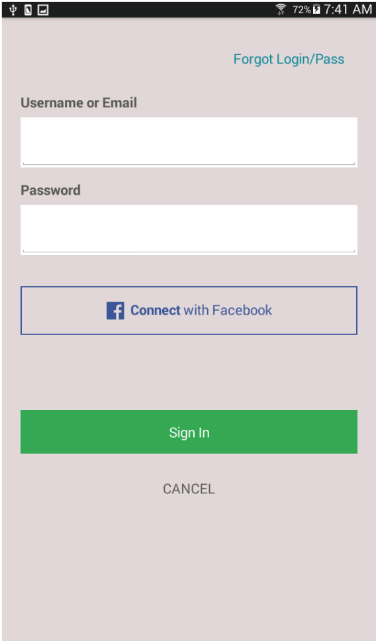 72% 7:41 AM
Forgot Login/Pass
Username or Email
Password
Connect with Facebook
Sign In
CANCEL